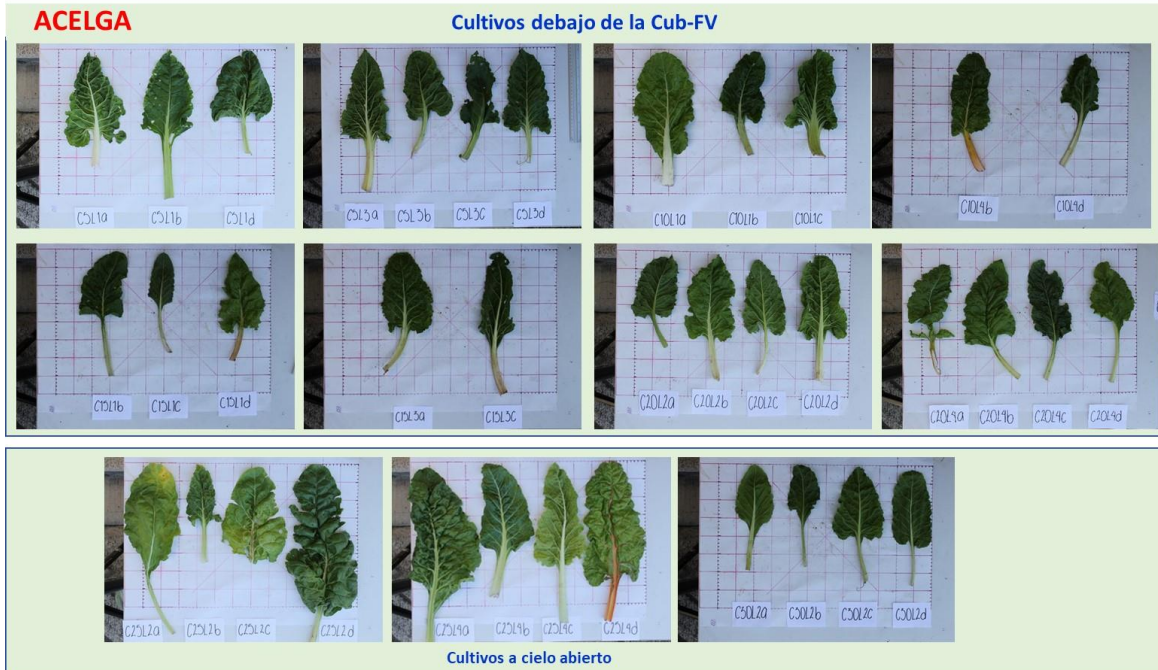 ACELGA
Cultivos debajo de la Cub-FV
C5L1a C5L1b C5L1d
C5L3a C5L3b C5L3c C5L3d
C10L1a C10L1b C10L1c
C10L4b C10L4d
C15L1b C15L1c C15L1d
C15L3a C15L3c
C20L2a C20L2b C20L2c C20L2d
C20L4a C20L4b C20L4c C20L4d
C25L2a C25L2b C25L2c C25L2d
C25L4a C25L4b C25L4c C25L4d
C30L2a C30L2b C30L2c C30L2d
Cultivos a cielo abierto